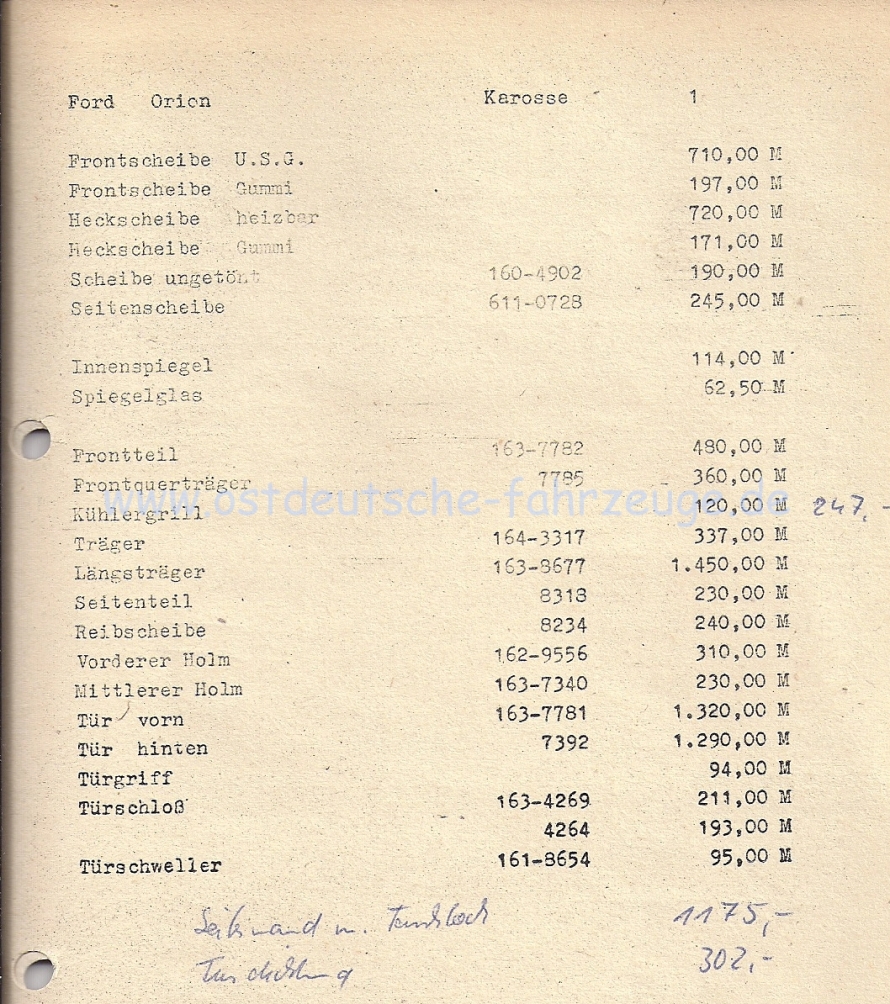 Ford Orion Karosse 1
Frontscheibe U.S.G. 710,00 M
Frontscheibe Gummi 197,00 M
Heckscheibe heizbar 720,00 M
Heckscheibe Gummi 171,00 M
Scheibe ungetönt 160-4902 190,00 M
Seitenscheibe 611-0728 245,00 M
Innenspiegel 114,00 M
Spiegelglas 62,50 M
Frontteil 163-7782 480,00 M
Frontquerträger 7785 360,00 M
www.ostdeutsche-fahrzeuge.de
Kühlergrill 120,00 M 247,-
Träger 164-3317 337,00 M
Längsträger 163-8677 1.450,00 M
Seitenteil 8318 230,00 M
Reibscheibe 8234 240,00 M
Vorderer Holm 162-9556 310,00 M
Mittlerer Holm 163-7340 230,00 M
Tür vorn 163-7781 1.320,00 M
Tür hinten 7392 1.290,00 M
Türgriff 94,00 M
Türschloß 163-4269 211,00 M
4264 193,00 M
Türschweller 161-8654 95,00 M
Seitenwand m. 1175,-
302,-